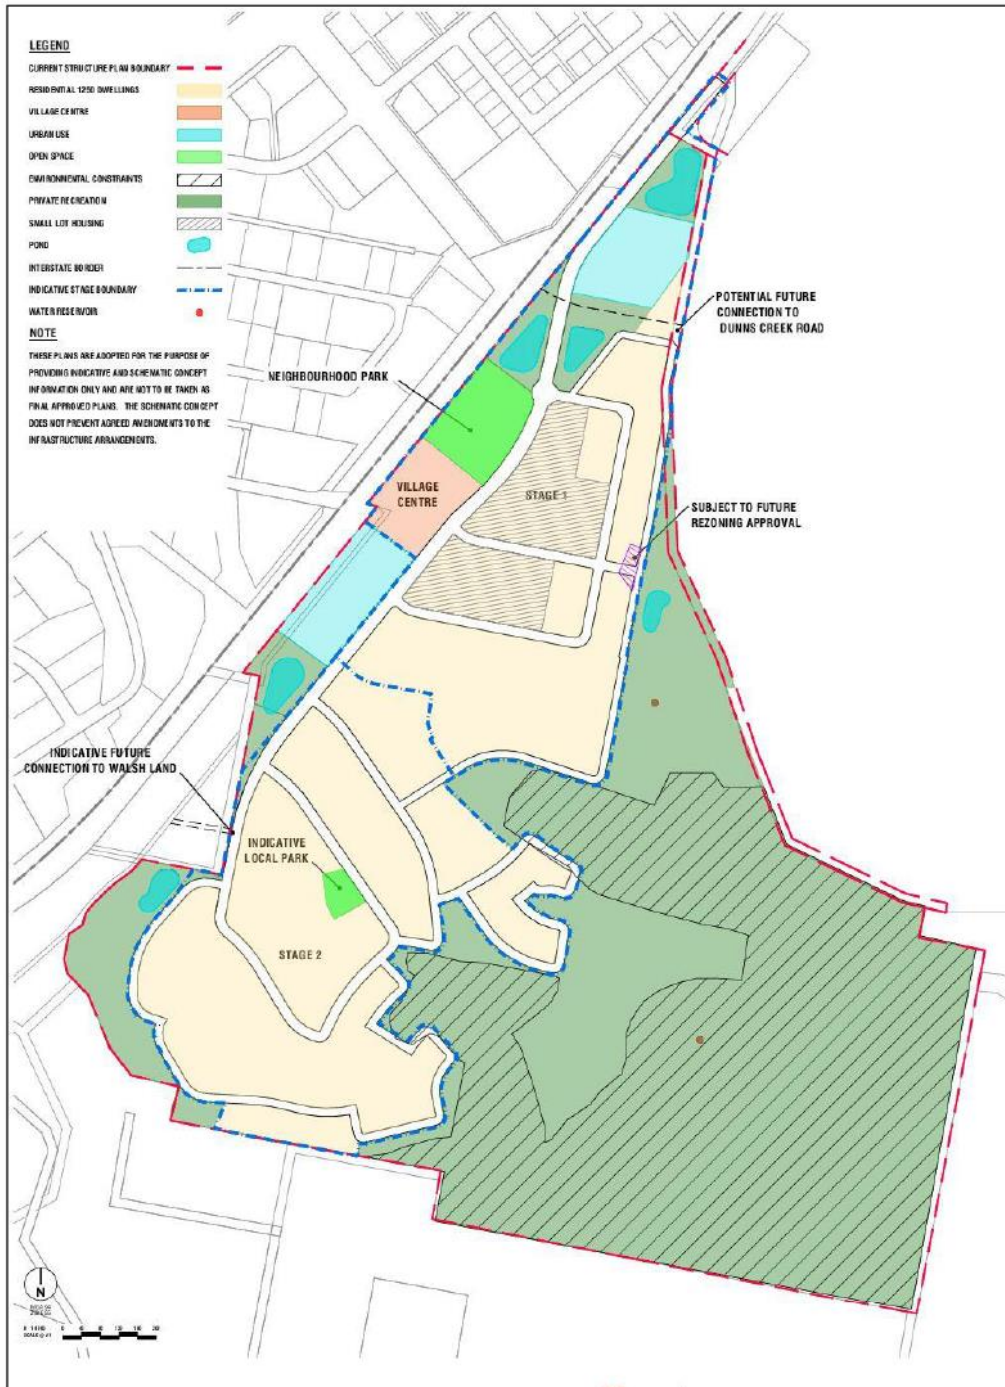 LEGEND
CURRENT STRUCTURE PLAN BOUNDARY
RESIDENTIAL 1250 DWELLINGS
VILLAGE CENTRE
URBAN USE
OPEN SPACE
ENVIRONMENTAL CONSTRAINTS
PRIVATE RECREATION
SMALL LOT HOUSING
POND
INTERSTATE BORDER
INDICATIVE STAGE BOUNDARY
WATER RESERVOIR
NOTE
THESE PLANS ARE ADOPTED FOR THE PURPOSE OF
PROVIDING INDICATIVE AND SCHEMATIC CONCEPT
INFORMATION ONLY AND ARE NOT TO BE TAKEN AS
FINAL APPROVED PLANS. THE SCHEMATIC CONCEPT
DOES NOT PREVENT AGREED AMENDMENTS TO THE
INFRASTRUCTURE ARRANGEMENTS.
POTENTIAL FUTURE
CONNECTION TO
DUNNS CREEK ROAD
NEIGHBOURHOOD PARK
VILLAGE
CENTRE
STAGE 1
SUBJECT TO FUTURE
REZONING APPROVAL
INDICATIVE FUTURE
CONNECTION TO WALSH LAND
INDICATIVE
LOCAL PARK
STAGE 2
N